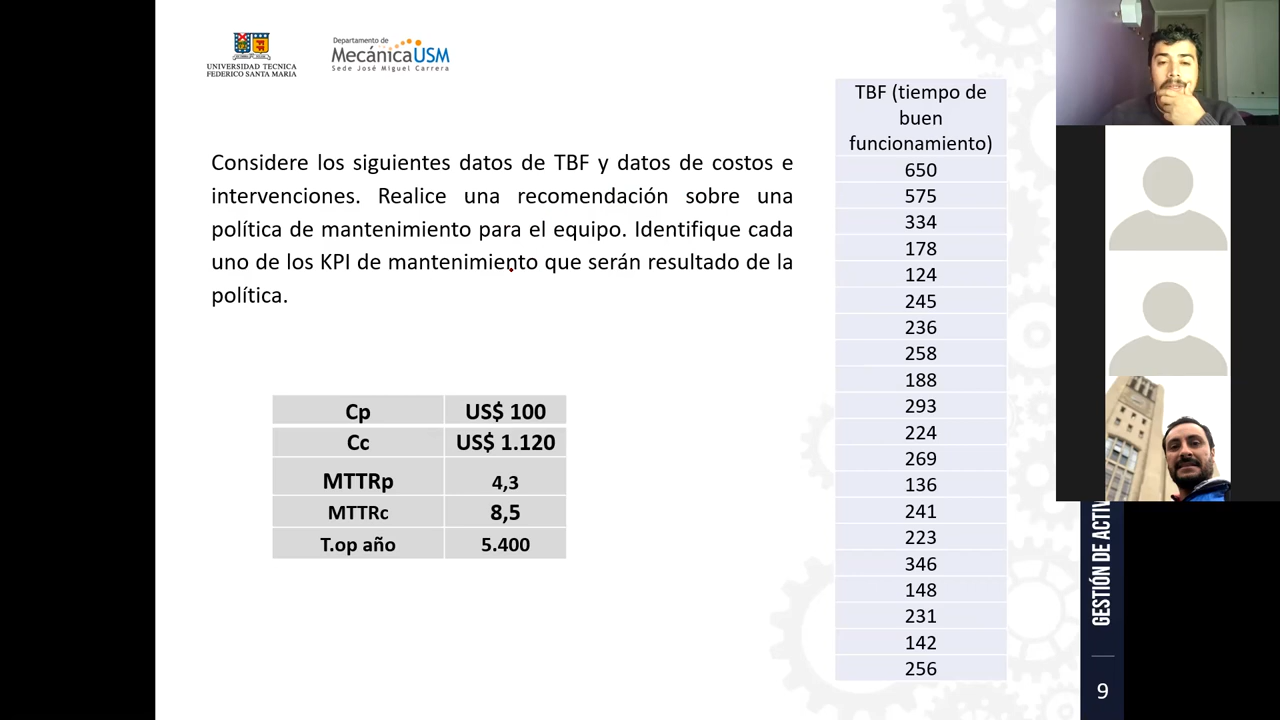 UNIVERSIDAD TECNICA
FEDERICO SANTA MARIA
Departamento de
MecánicaUSM
Sede José Miguel Carrera
Considere los siguientes datos de TBF y datos de costos e
intervenciones. Realice una recomendación sobre una
política de mantenimiento para el equipo. Identifique cada
uno de los KPI de mantenimiento que serán resultado de la
política.
Cp US$ 100
Cc US$ 1.120
MTTRp 4,3
MTTRc 8,5
T.op año 5.400
TBF (tiempo de
buen
funcionamiento)
650
575
334
178
124
245
236
258
188
293
224
269
136
241
223
346
148
231
142
256
GESTIÓN DE ACTIV
9